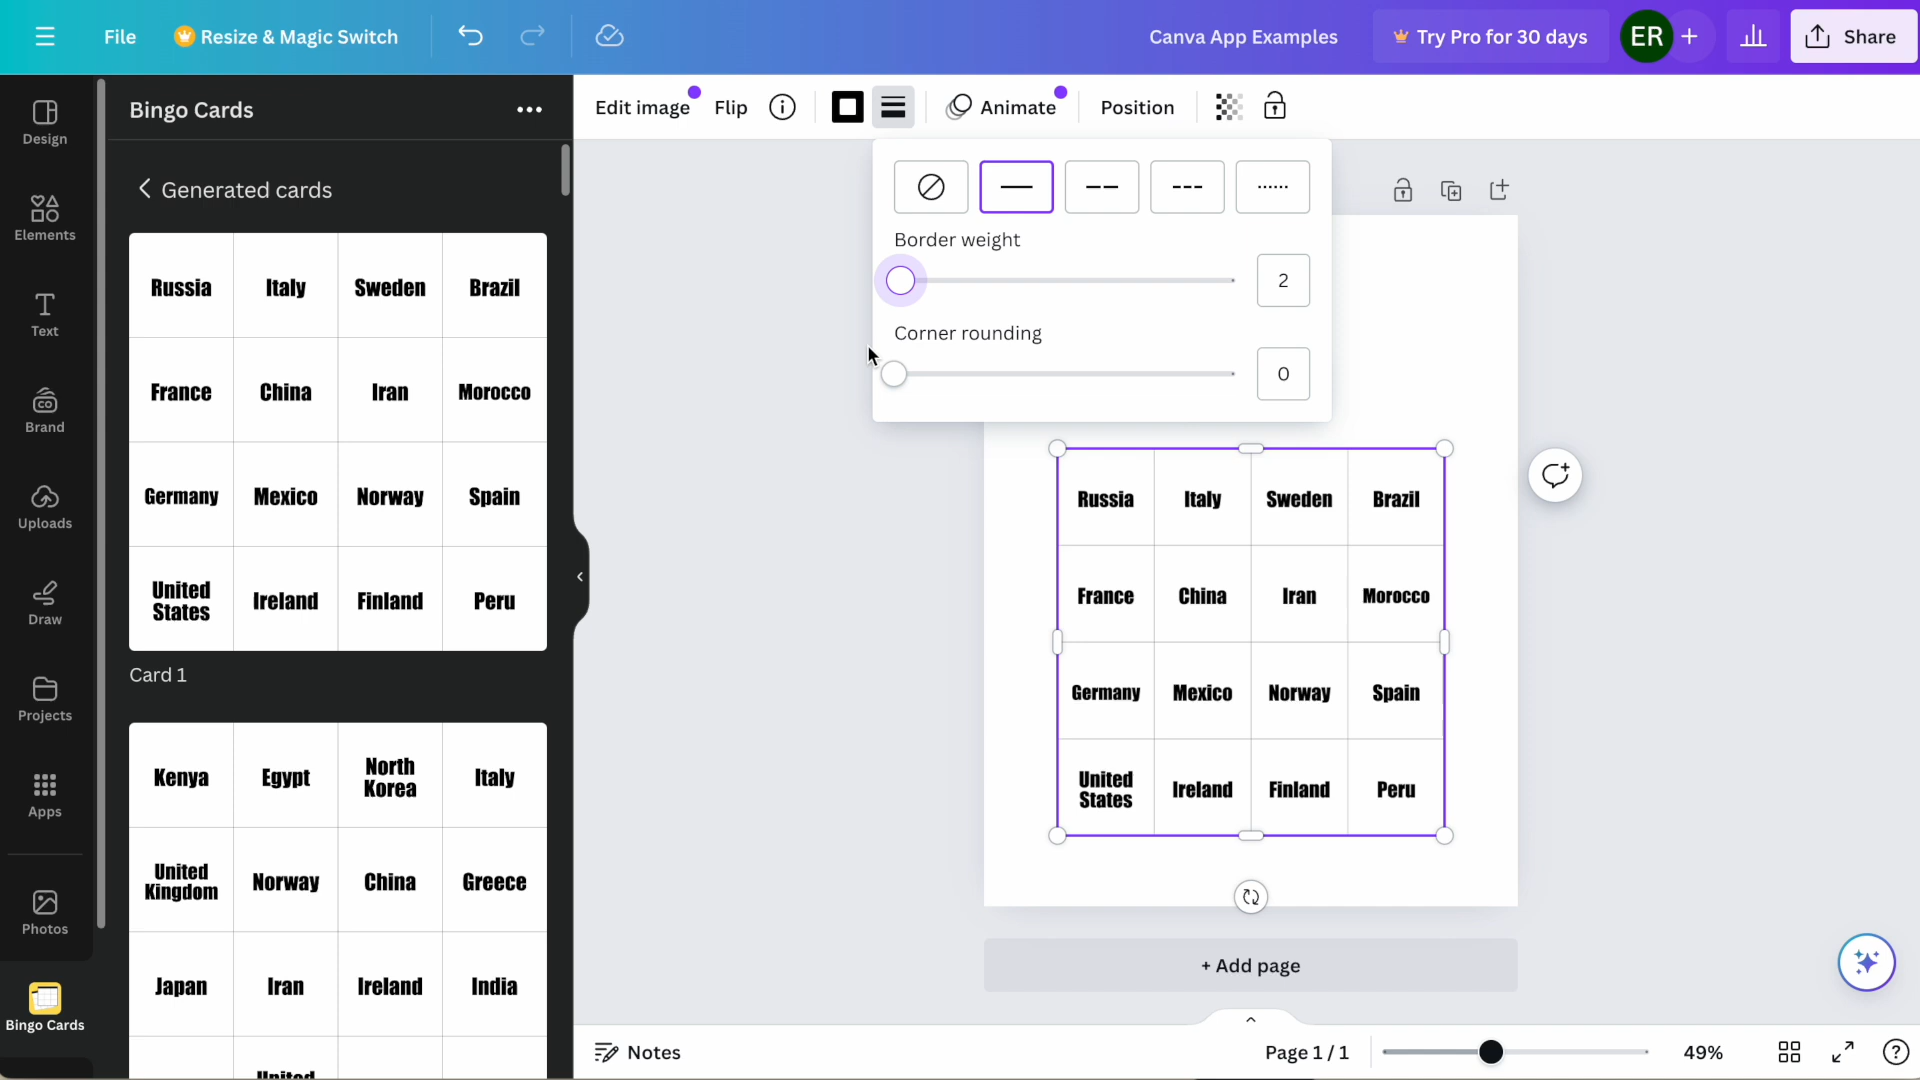 File
Resize & Magic Switch
Canva App Examples
Try Pro for 30 days
ER
Share
Design
Elements
Text
CO
Brand
Uploads
Draw
Projects
Apps
Photos
Bingo Cards
Bingo Cards
Generated cards
Russia Italy Sweden Brazil
France China Iran Morocco
Germany Mexico Norway Spain
United States Ireland Finland Peru
Card 1
Kenya Egypt North Korea Italy
United Kingdom Norway China Greece
Japan Iran Ireland India
United
Edit image
Flip
Animate
Position
Border weight
2
Corner rounding
0
Russia Italy Sweden Brazil
France China Iran Morocco
Germany Mexico Norway Spain
United States Ireland Finland Peru
+ Add page
Notes
Page 1 / 1
49%